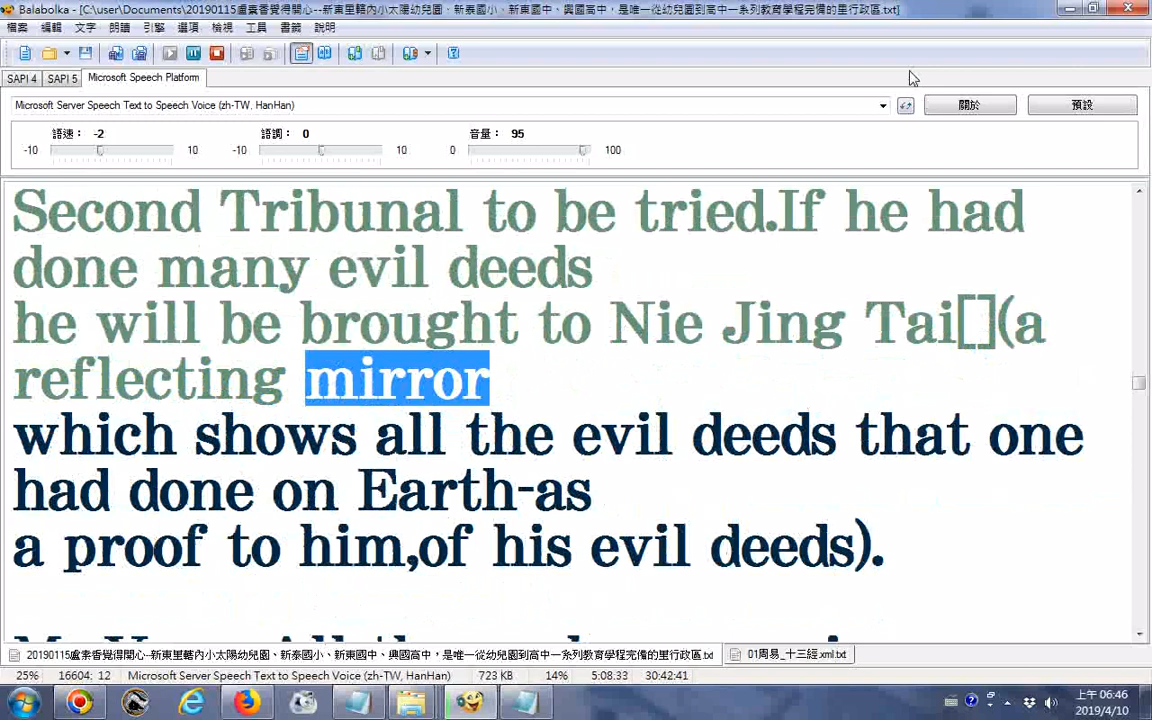 Balabolka - [C:\user\Documents\20190115盧素香覺得開心--新東里轄內小太陽幼兒園、新泰國小、新東國中、興國高中，是唯一從幼兒園到高中一系列教育學程完備的里行政區.txt]
檔案 編輯 文字 朗讀 引擎 選項 檢視 工具 書籤 說明
SAPI 4 SAPI 5 Microsoft Speech Platform
Microsoft Server Speech Text to Speech Voice (zh-TW, HanHan) 關於 預設
語速： -2 語調： 0 音量： 95
-10 10 -10 10 0 100
Second Tribunal to be tried.If he had
done many evil deeds
he will be brought to Nie Jing Tai[](a
reflecting mirror
which shows all the evil deeds that one
had done on Earth-as
a proof to him,of his evil deeds).
20190115盧素香覺得開心--新東里轄內小太陽幼兒園、新泰國小、新東國中、興國高中，是唯一從幼兒園到高中一系列教育學程完備的里行政區.txt 01周易_十三經.xml.txt
25% 16604: 12 Microsoft Server Speech Text to Speech Voice (zh-TW, HanHan) 723 KB 14% 5:08.33 30:42:41
上午 06:46
2019/4/10